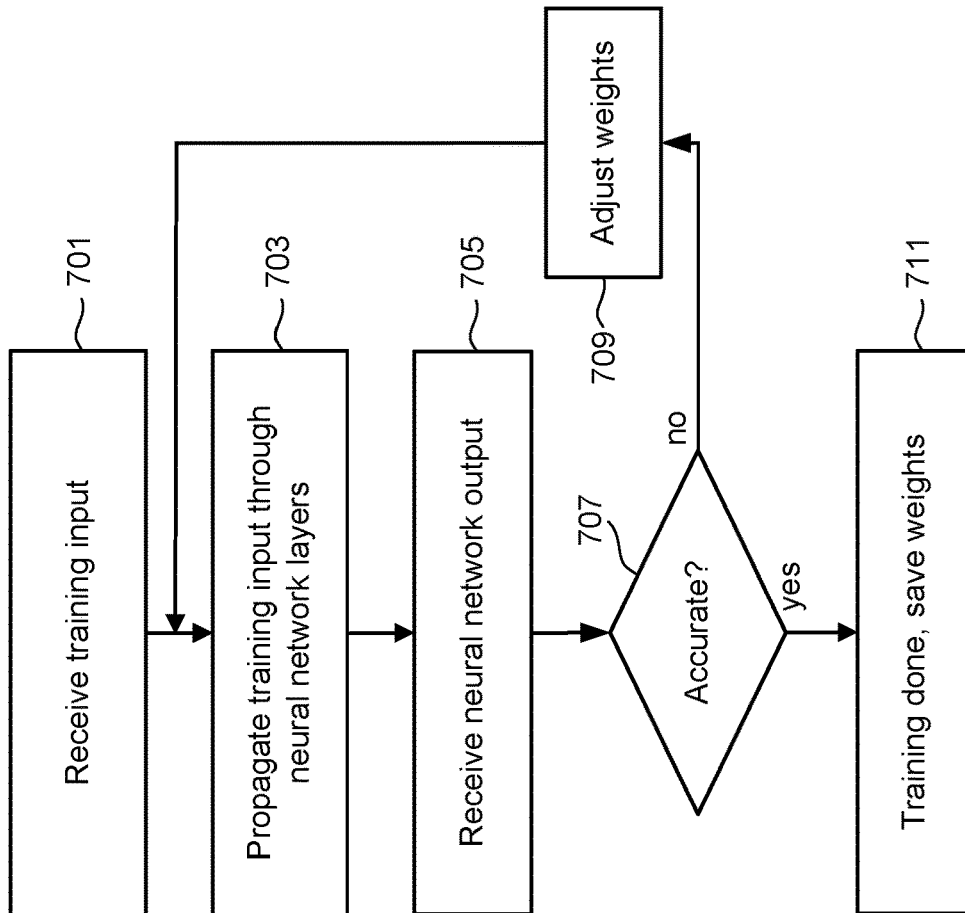 Receive training input
701
Propagate training input through
neural network layers
703
Receive neural network output
705
Accurate?
707
no
yes
Adjust weights
709
Training done, save weights
711